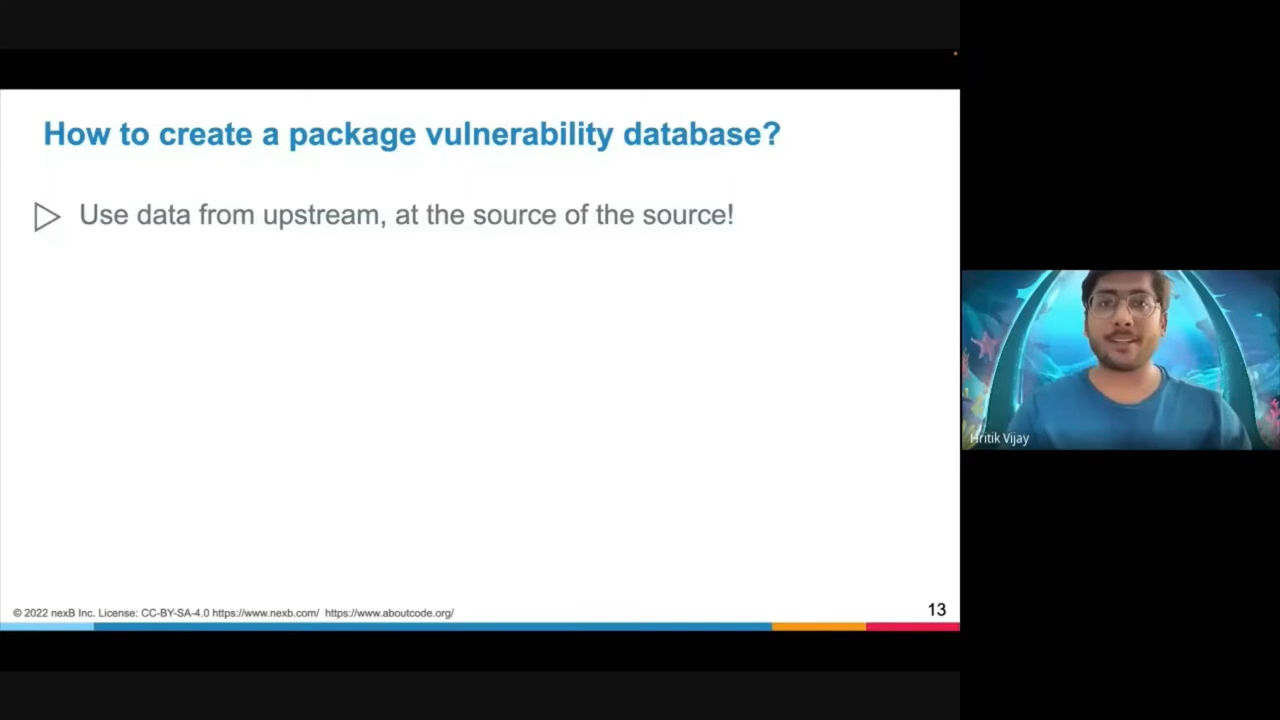 How to create a package vulnerability database?
Use data from upstream, at the source of the source!
Hritik Vijay
© 2022 nexB Inc. License: CC-BY-SA-4.0 https://www.nexb.com/ https://www.aboutcode.org/
13